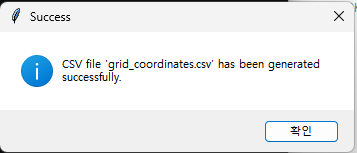 Success
CSV file 'grid_coordinates.csv' has been generated
successfully.
확인